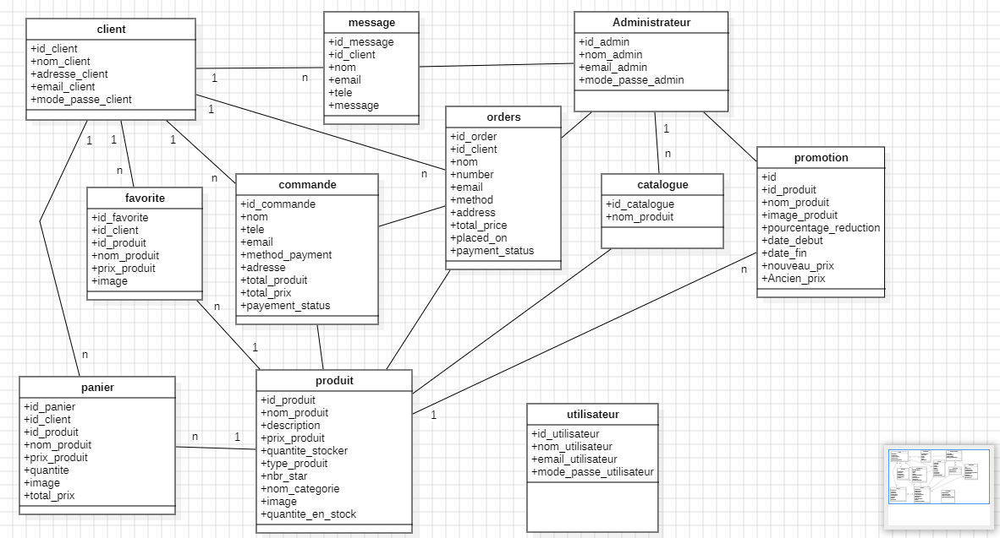 client
+id_client
+nom_client
+adresse_client
+email_client
+mode_passe_client
message
+id_message
+id_client
+nom
+email
+tele
+message
Administrateur
+id_admin
+nom_admin
+email_admin
+mode_passe_admin
1
n
1
n
1
1
1
n
n
1
n
orders
+id_order
+id_client
+nom
+number
+email
+method
+address
+total_price
+placed_on
+payment_status
promotion
+id
+id_produit
+nom_produit
+image_produit
+pourcentage_reduction
+date_debut
+date_fin
+nouveau_prix
+Ancien_prix
catalogue
+id_catalogue
+nom_produit
commande
+id_commande
+nom
+tele
+email
+method_payment
+adresse
+total_produit
+total_prix
+payement_status
favorite
+id_favorite
+id_client
+id_produit
+nom_produit
+prix_produit
+image
n
n
1
n
panier
+id_panier
+id_client
+id_produit
+nom_produit
+prix_produit
+quantite
+image
+total_prix
n
1
produit
+id_produit
+nom_produit
+description
+prix_produit
+quantite_stocker
+type_produit
+nbr_star
+nom_categorie
+image
+quantite_en_stock
1
utilisateur
+id_utilisateur
+nom_utilisateur
+email_utilisateur
+mode_passe_utilisateur